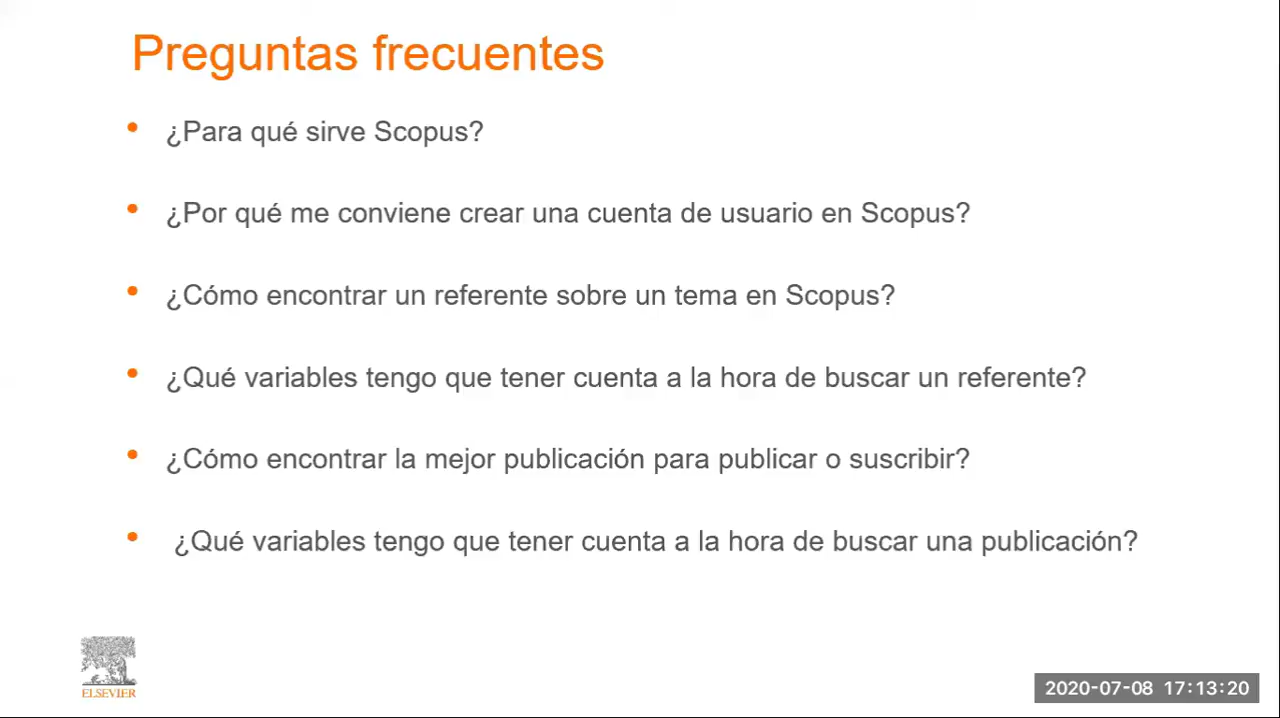 Preguntas frecuentes
• ¿Para qué sirve Scopus?
• ¿Por qué me conviene crear una cuenta de usuario en Scopus?
• ¿Cómo encontrar un referente sobre un tema en Scopus?
• ¿Qué variables tengo que tener cuenta a la hora de buscar un referente?
• ¿Cómo encontrar la mejor publicación para publicar o suscribir?
• ¿Qué variables tengo que tener cuenta a la hora de buscar una publicación?
ELSEVIER
2020-07-08 17:13:20